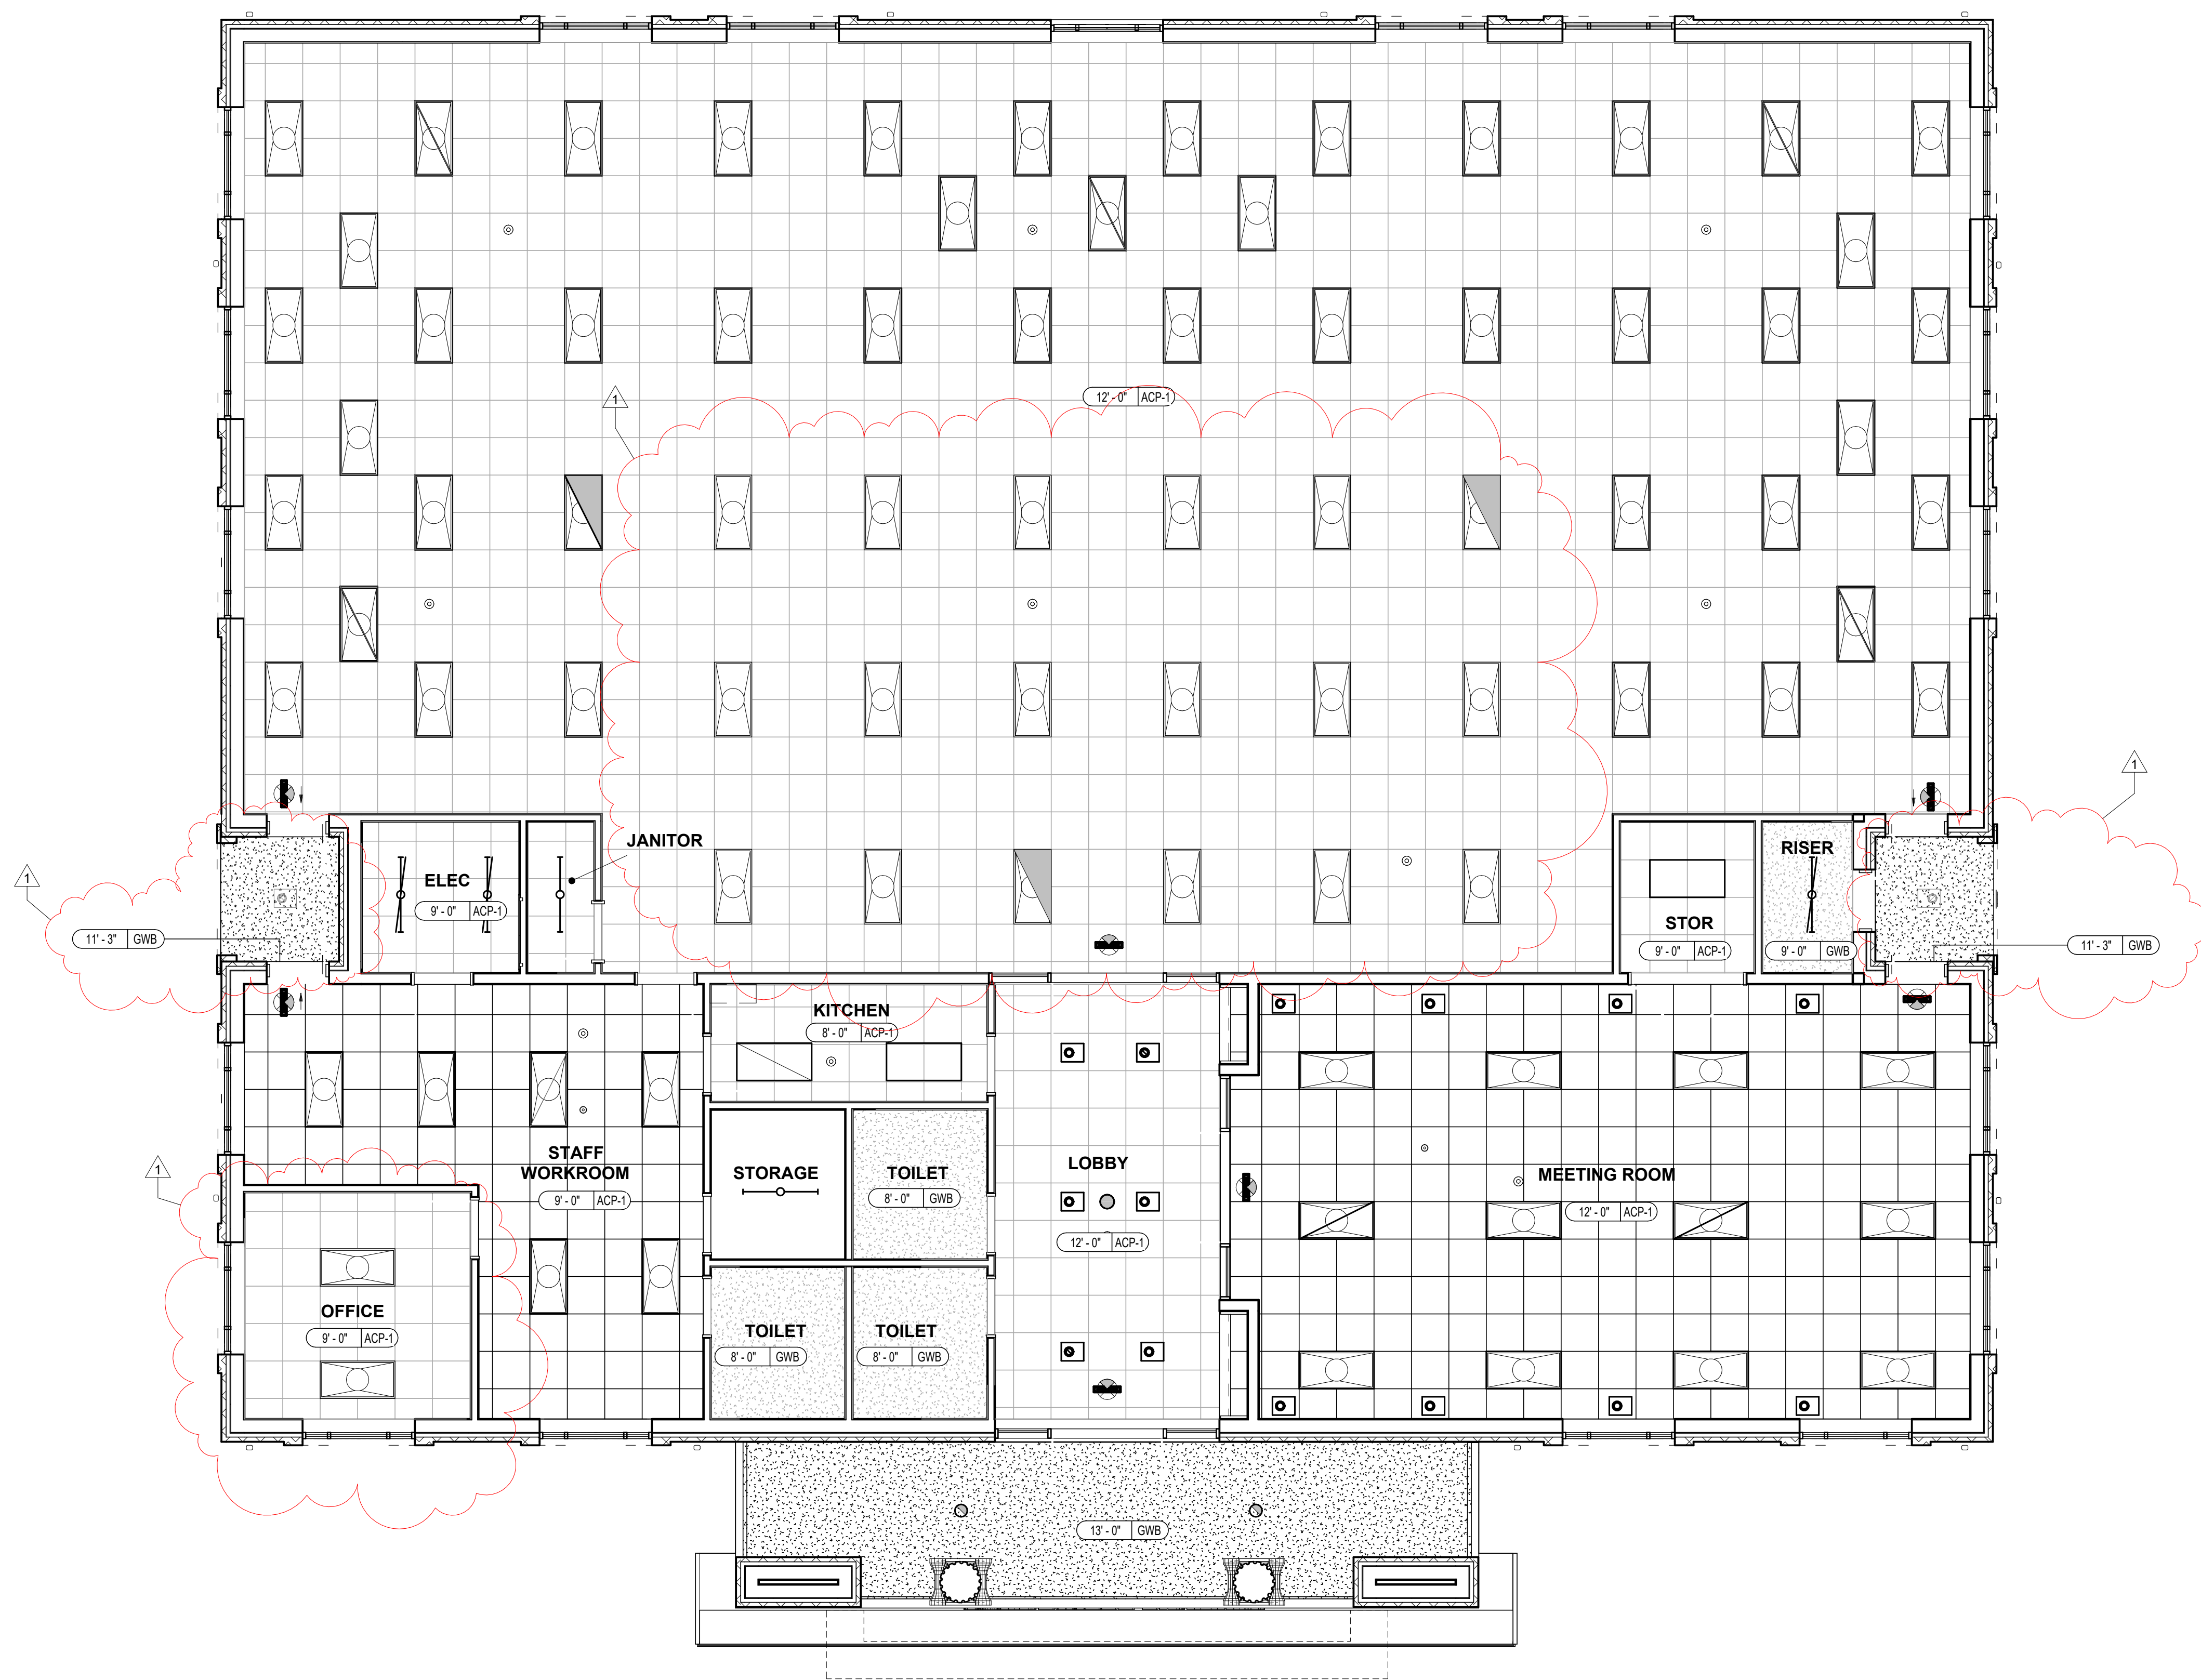 1
12' - 0" ACP-1
1
1
JANITOR
RISER
ELEC
9' - 0" ACP-1
STOR
11' - 3" GWB
9' - 0" ACP-1
9' - 0" GWB
11' - 3" GWB
KITCHEN
8' - 0" ACP-1
1
STAFF
WORKROOM
9' - 0" ACP-1
STORAGE
TOILET
8' - 0" GWB
LOBBY
12' - 0" ACP-1
MEETING ROOM
12' - 0" ACP-1
OFFICE
9' - 0" ACP-1
TOILET
8' - 0" GWB
TOILET
8' - 0" GWB
13' - 0" GWB